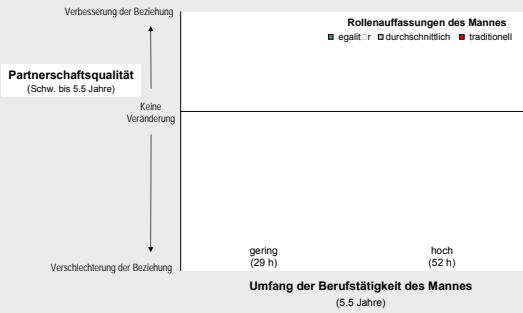 Verbesserung der Beziehung
Rollenauffassungen des Mannes
egalit□r durchschnittlich traditionell
Partnerschaftsqualität
(Schw. bis 5.5 Jahre)
Keine
Veränderung
gering
(29 h)
hoch
(52 h)
Verschlechterung der Beziehung
Umfang der Berufstätigkeit des Mannes
(5.5 Jahre)